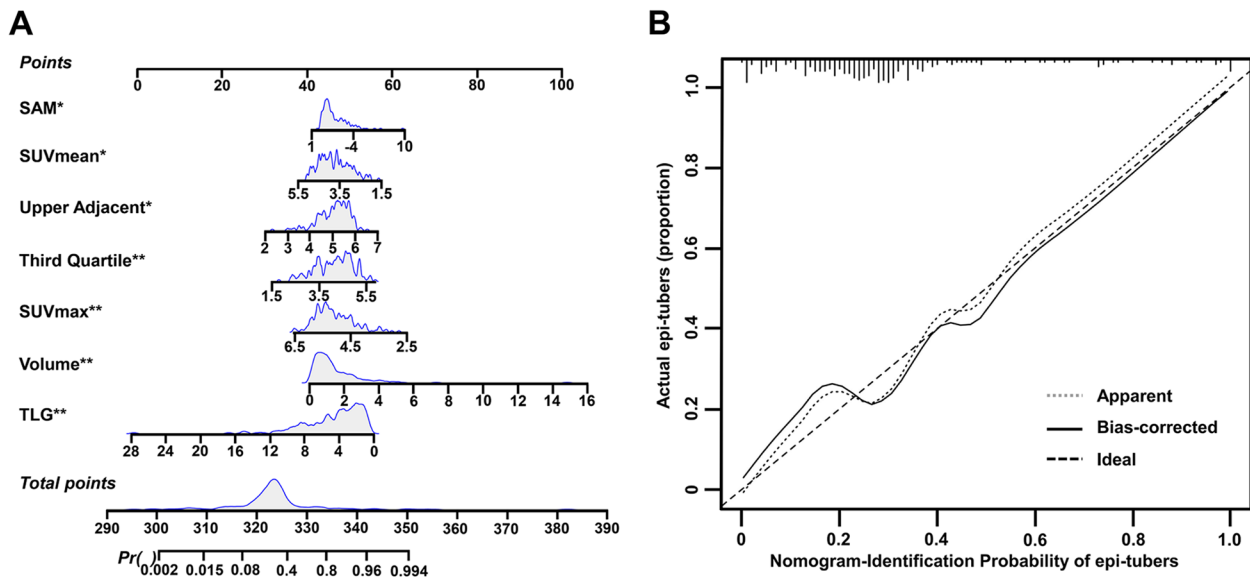 A
Points
0 20 40 60 80 100
SAM*
1 -4 10
SUVmean*
5.5 3.5 1.5
Upper Adjacent*
2 3 4 5 6 7
Third Quartile**
1.5 3.5 5.5
SUVmax**
6.5 4.5 2.5
Volume**
0 2 4 6 8 10 12 14 16
TLG**
28 24 20 16 12 8 4 0
Total points
290 300 310 320 330 340 350 360 370 380 390
Pr( )
0.002 0.015 0.08 0.4 0.8 0.96 0.994
B
Actual epi-tubers (proportion)
1.0
0.8
0.6
0.4
0.2
0
Apparent
Bias-corrected
Ideal
0 0.2 0.4 0.6 0.8 1.0
Nomogram-Identification Probability of epi-tubers